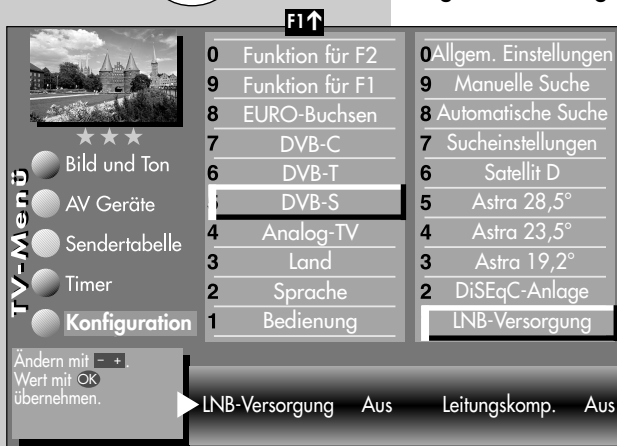 F1↑
TV-Menü
Bild und Ton
AV Geräte
Sendertabelle
Timer
Konfiguration
0 Funktion für F2
9 Funktion für F1
8 EURO-Buchsen
7 DVB-C
6 DVB-T
DVB-S
4 Analog-TV
3 Land
2 Sprache
1 Bedienung
0 Allgem. Einstellungen
9 Manuelle Suche
8 Automatische Suche
7 Sucheinstellungen
6 Satellit D
5 Astra 28,5°
4 Astra 23,5°
3 Astra 19,2°
2 DiSEqC-Anlage
LNB-Versorgung
Ändern mit - +.
Wert mit OK
übernehmen.
LNB-Versorgung Aus Leitungskomp. Aus